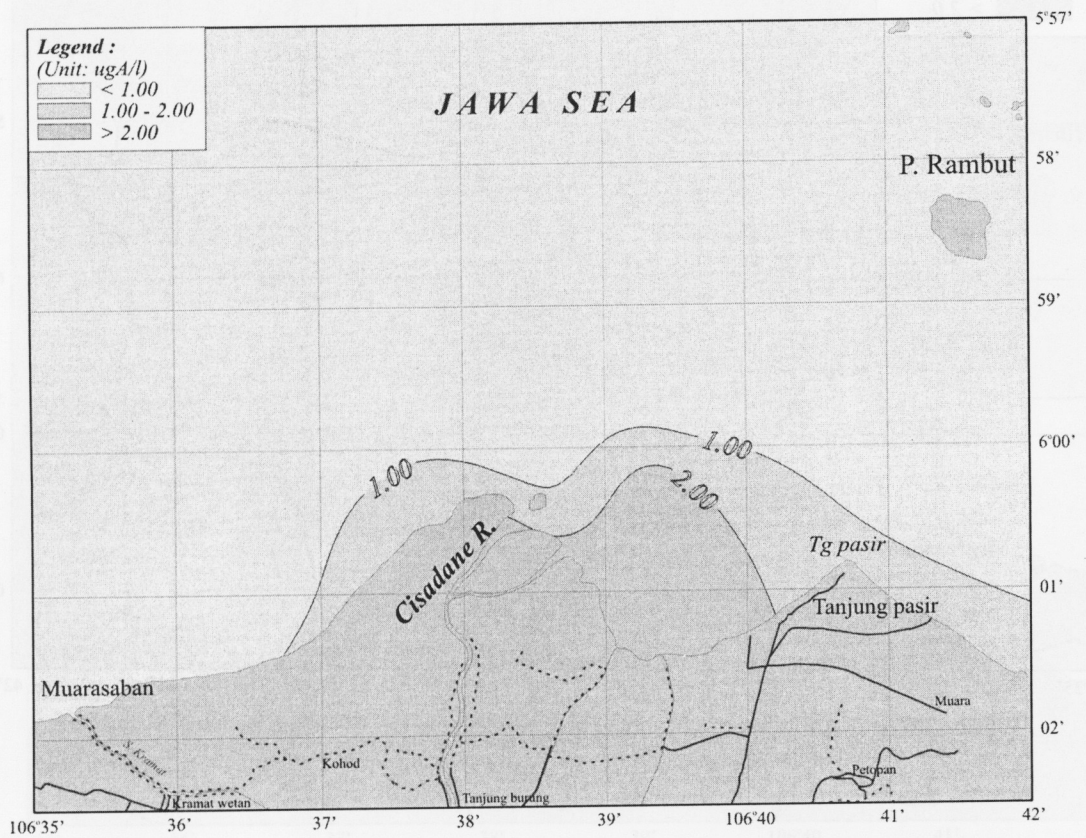 Legend :
(Unit: ugA/l)
< 1.00
1.00 - 2.00
> 2.00
JAWA SEA
5°57'
58'
P. Rambut
59'
6°00'
1.00
1.00
2.00
Cisadane R.
Tg pasir
01'
Tanjung pasir
Muarasaban
Muara
02'
S. Kramat
Kohod
Petopan
Kramat wetan
Tanjung burung
106°35'
36'
37'
38'
39'
106°40
41'
42'